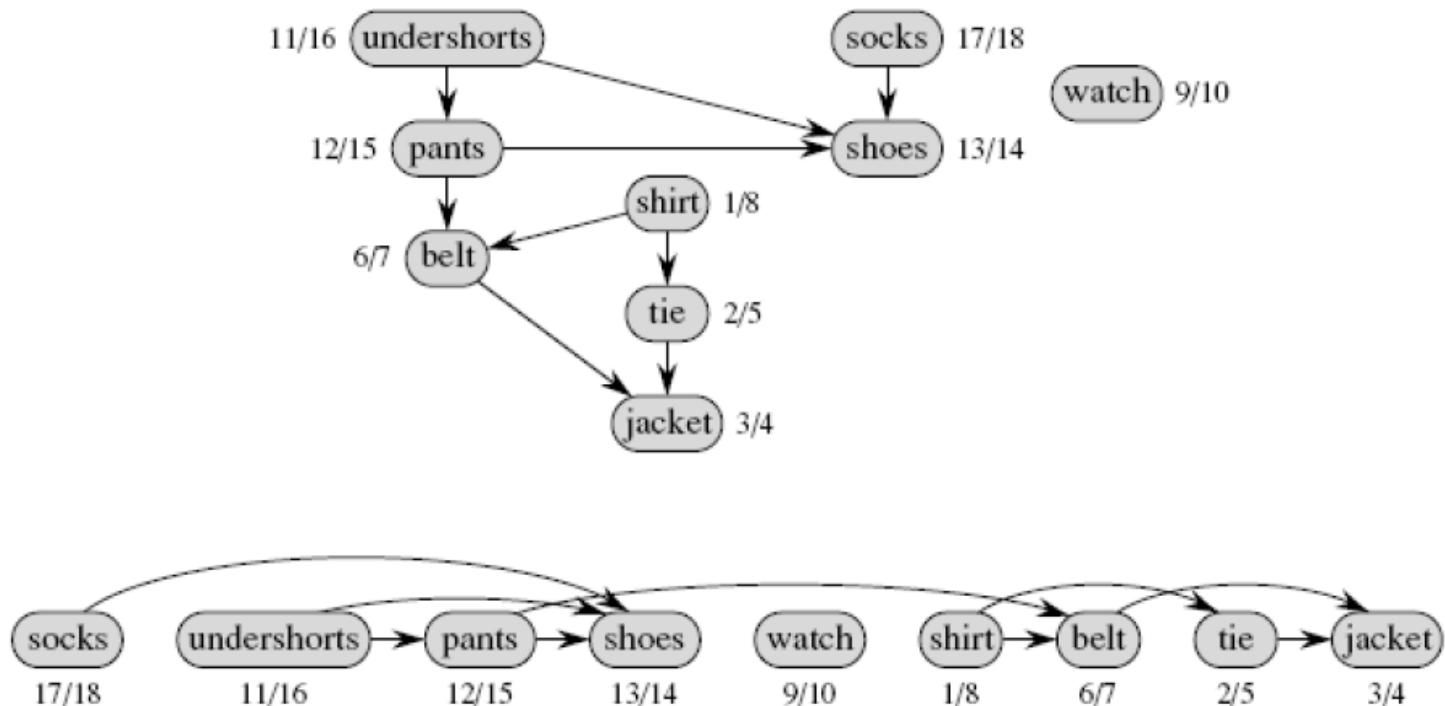 11/16 undershorts socks 17/18
watch 9/10
12/15 pants shoes 13/14
shirt 1/8
6/7 belt
tie 2/5
jacket 3/4
socks undershorts pants shoes watch shirt belt tie jacket
17/18 11/16 12/15 13/14 9/10 1/8 6/7 2/5 3/4